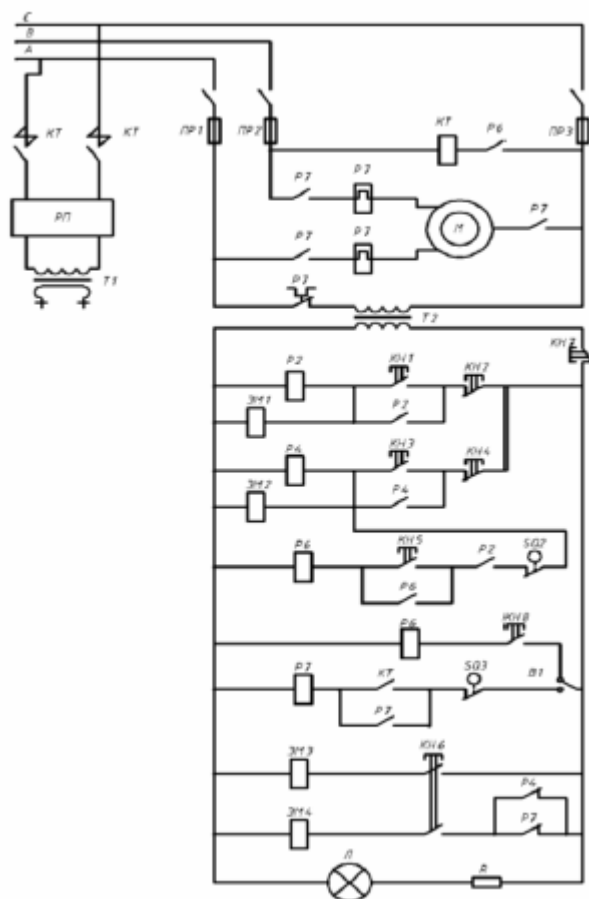 С
В
А
КТ
КТ
ПР1
ПР2
КТ
Р6
ПР3
Р7
Р7
РП
М
Р7
Р7
Р7
Т1
Р7
Т2
Р2
КН1
КН2
ЭМ1
Р2
Р4
КН3
КН4
ЭМ2
Р4
Р6
КН5
Р2
SQ2
Р6
Р6
КН8
Р7
КТ
SQ3
В1
Р7
ЭМ3
КН6
Р4
ЭМ4
Р7
Л